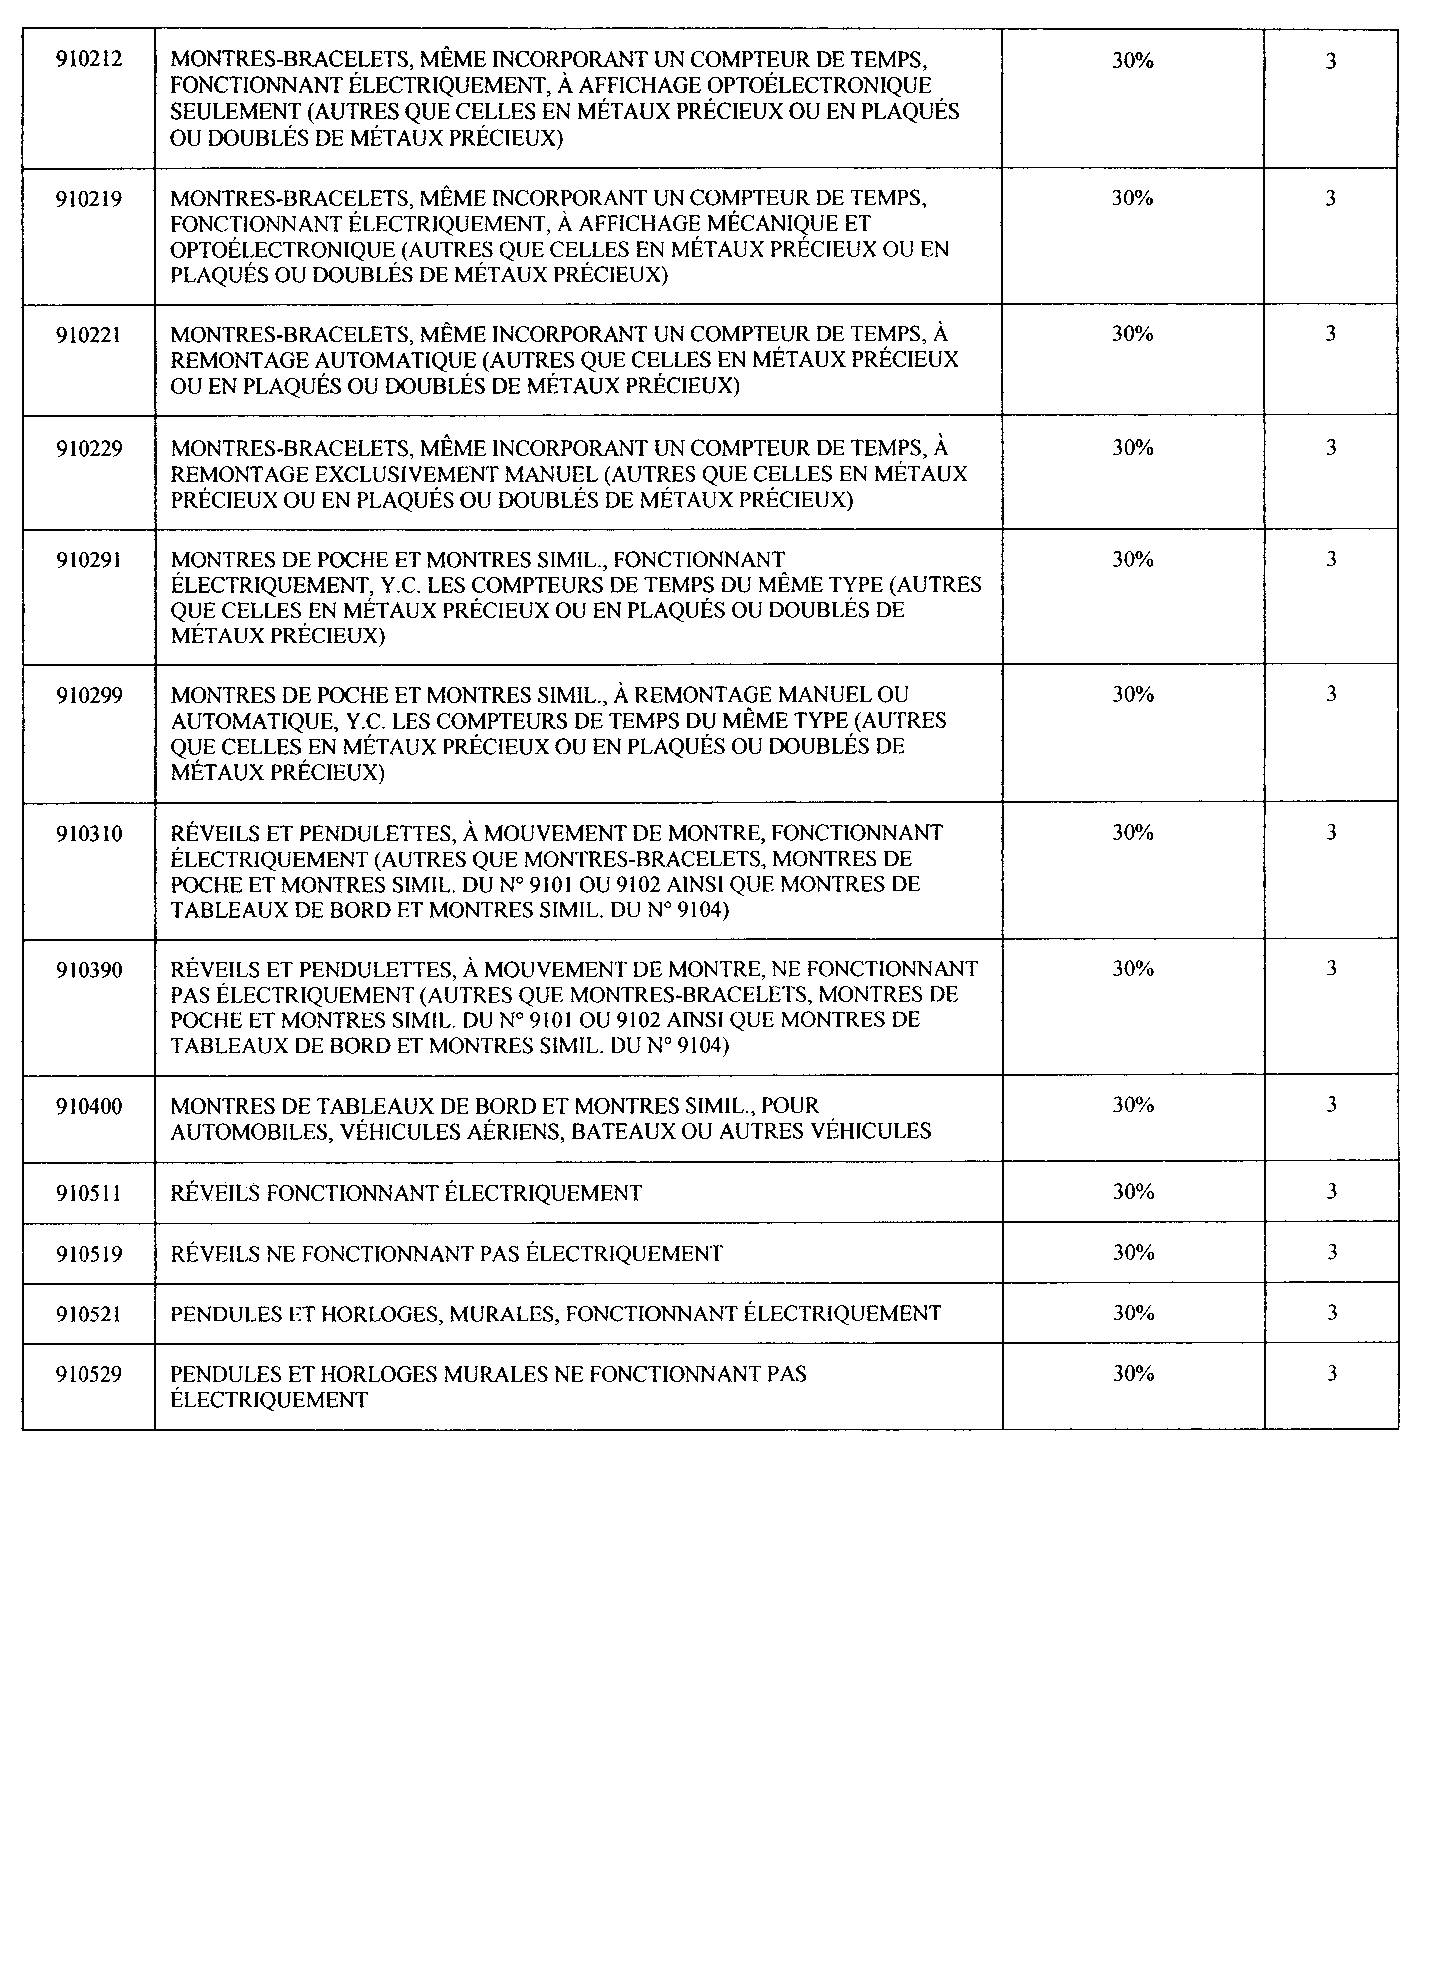 910212 MONTRES-BRACELETS, MÊME INCORPORANT UN COMPTEUR DE TEMPS, 30% 3
FONCTIONNANT ÉLECTRIQUEMENT, À AFFICHAGE OPTOÉLECTRONIQUE
SEULEMENT (AUTRES QUE CELLES EN MÉTAUX PRÉCIEUX OU EN PLAQUÉS
OU DOUBLÉS DE MÉTAUX PRÉCIEUX)
910219 MONTRES-BRACELETS, MÊME INCORPORANT UN COMPTEUR DE TEMPS, 30% 3
FONCTIONNANT ÉLECTRIQUEMENT, À AFFICHAGE MÉCANIQUE ET
OPTOÉLECTRONIQUE (AUTRES QUE CELLES EN MÉTAUX PRÉCIEUX OU EN
PLAQUÉS OU DOUBLÉS DE MÉTAUX PRÉCIEUX)
910221 MONTRES-BRACELETS, MÊME INCORPORANT UN COMPTEUR DE TEMPS, À 30% 3
REMONTAGE AUTOMATIQUE (AUTRES QUE CELLES EN MÉTAUX PRÉCIEUX
OU EN PLAQUÉS OU DOUBLÉS DE MÉTAUX PRÉCIEUX)
910229 MONTRES-BRACELETS, MÊME INCORPORANT UN COMPTEUR DE TEMPS, À 30% 3
REMONTAGE EXCLUSIVEMENT MANUEL (AUTRES QUE CELLES EN MÉTAUX
PRÉCIEUX OU EN PLAQUÉS OU DOUBLÉS DE MÉTAUX PRÉCIEUX)
910291 MONTRES DE POCHE ET MONTRES SIMIL., FONCTIONNANT 30% 3
ÉLECTRIQUEMENT, Y.C. LES COMPTEURS DE TEMPS DU MÊME TYPE (AUTRES
QUE CELLES EN MÉTAUX PRÉCIEUX OU EN PLAQUÉS OU DOUBLÉS DE
MÉTAUX PRÉCIEUX)
910299 MONTRES DE POCHE ET MONTRES SIMIL., À REMONTAGE MANUEL OU 30% 3
AUTOMATIQUE, Y.C. LES COMPTEURS DE TEMPS DU MÊME TYPE (AUTRES
QUE CELLES EN MÉTAUX PRÉCIEUX OU EN PLAQUÉS OU DOUBLÉS DE
MÉTAUX PRÉCIEUX)
910310 RÉVEILS ET PENDULETTES, À MOUVEMENT DE MONTRE, FONCTIONNANT 30% 3
ÉLECTRIQUEMENT (AUTRES QUE MONTRES-BRACELETS, MONTRES DE
POCHE ET MONTRES SIMIL. DU N° 9101 OU 9102 AINSI QUE MONTRES DE
TABLEAUX DE BORD ET MONTRES SIMIL. DU N° 9104)
910390 RÉVEILS ET PENDULETTES, À MOUVEMENT DE MONTRE, NE FONCTIONNANT 30% 3
PAS ÉLECTRIQUEMENT (AUTRES QUE MONTRES-BRACELETS, MONTRES DE
POCHE ET MONTRES SIMIL. DU N° 9101 OU 9102 AINSI QUE MONTRES DE
TABLEAUX DE BORD ET MONTRES SIMIL. DU N° 9104)
910400 MONTRES DE TABLEAUX DE BORD ET MONTRES SIMIL., POUR 30% 3
AUTOMOBILES, VÉHICULES AÉRIENS, BATEAUX OU AUTRES VÉHICULES
910511 RÉVEILS FONCTIONNANT ÉLECTRIQUEMENT 30% 3
910519 RÉVEILS NE FONCTIONNANT PAS ÉLECTRIQUEMENT 30% 3
910521 PENDULES ET HORLOGES, MURALES, FONCTIONNANT ÉLECTRIQUEMENT 30% 3
910529 PENDULES ET HORLOGES MURALES NE FONCTIONNANT PAS 30% 3
ÉLECTRIQUEMENT